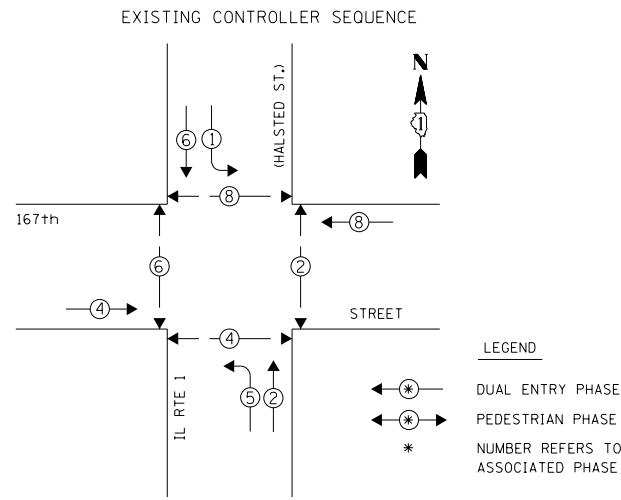 EXISTING CONTROLLER SEQUENCE
(HALSTED ST.)
N
1
6
1
8
167th
8
6
2
4
STREET
4
IL RTE 1
5
2
LEGEND
* DUAL ENTRY PHASE
* PEDESTRIAN PHASE
* NUMBER REFERS TO
ASSOCIATED PHASE